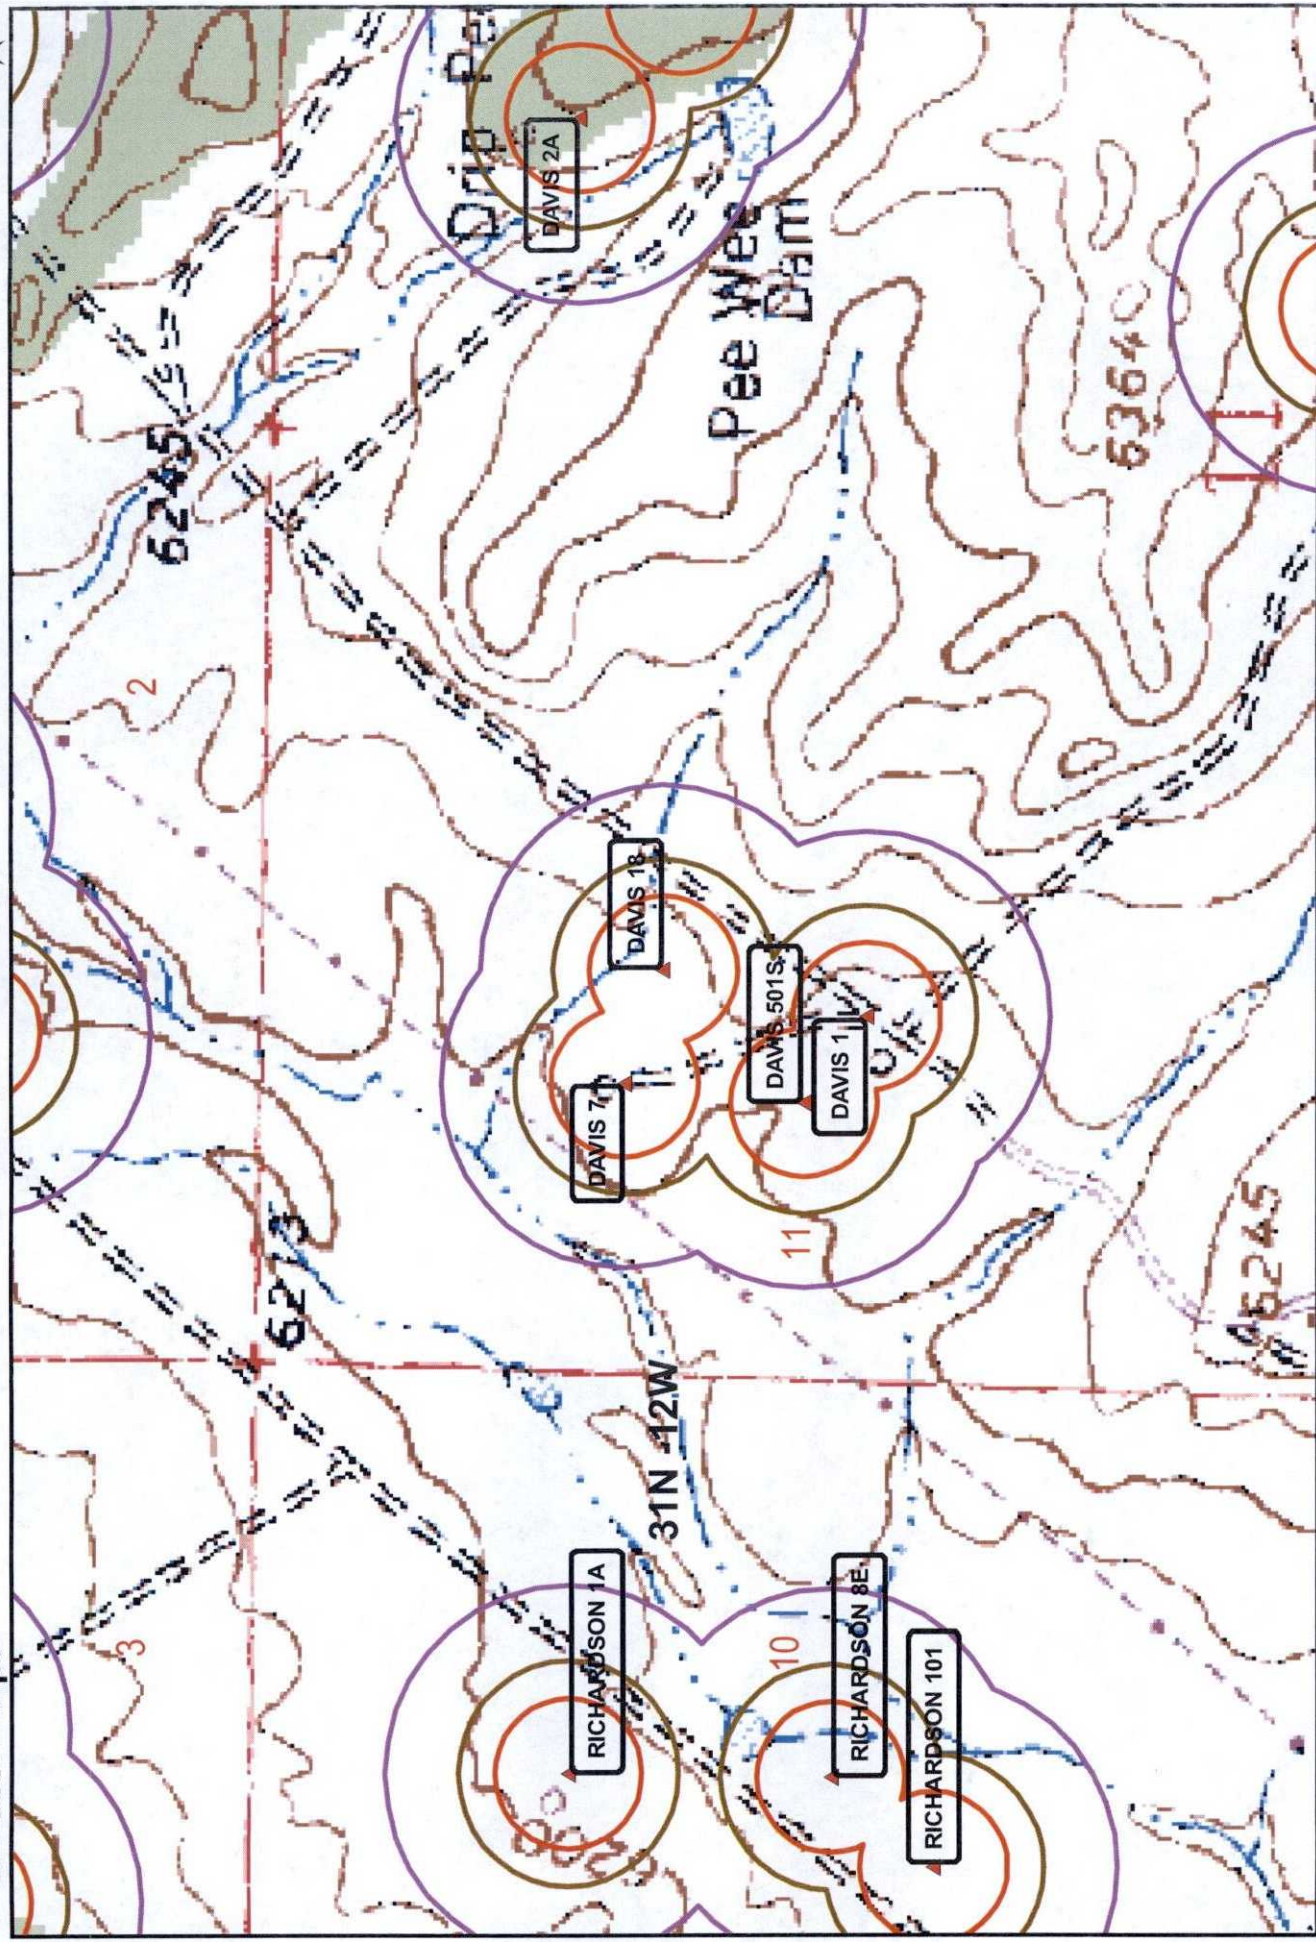 3
6213
2
6245
RICHARDSON 1A
31N -12W
DAVIS 7
DAVIS 18
Drip
DAVIS 2A
10
RICHARDSON 8E
RICHARDSON 101
11
DAVIS 501S
DAVIS 1
Pee Wee
Dam
6245
6364
11